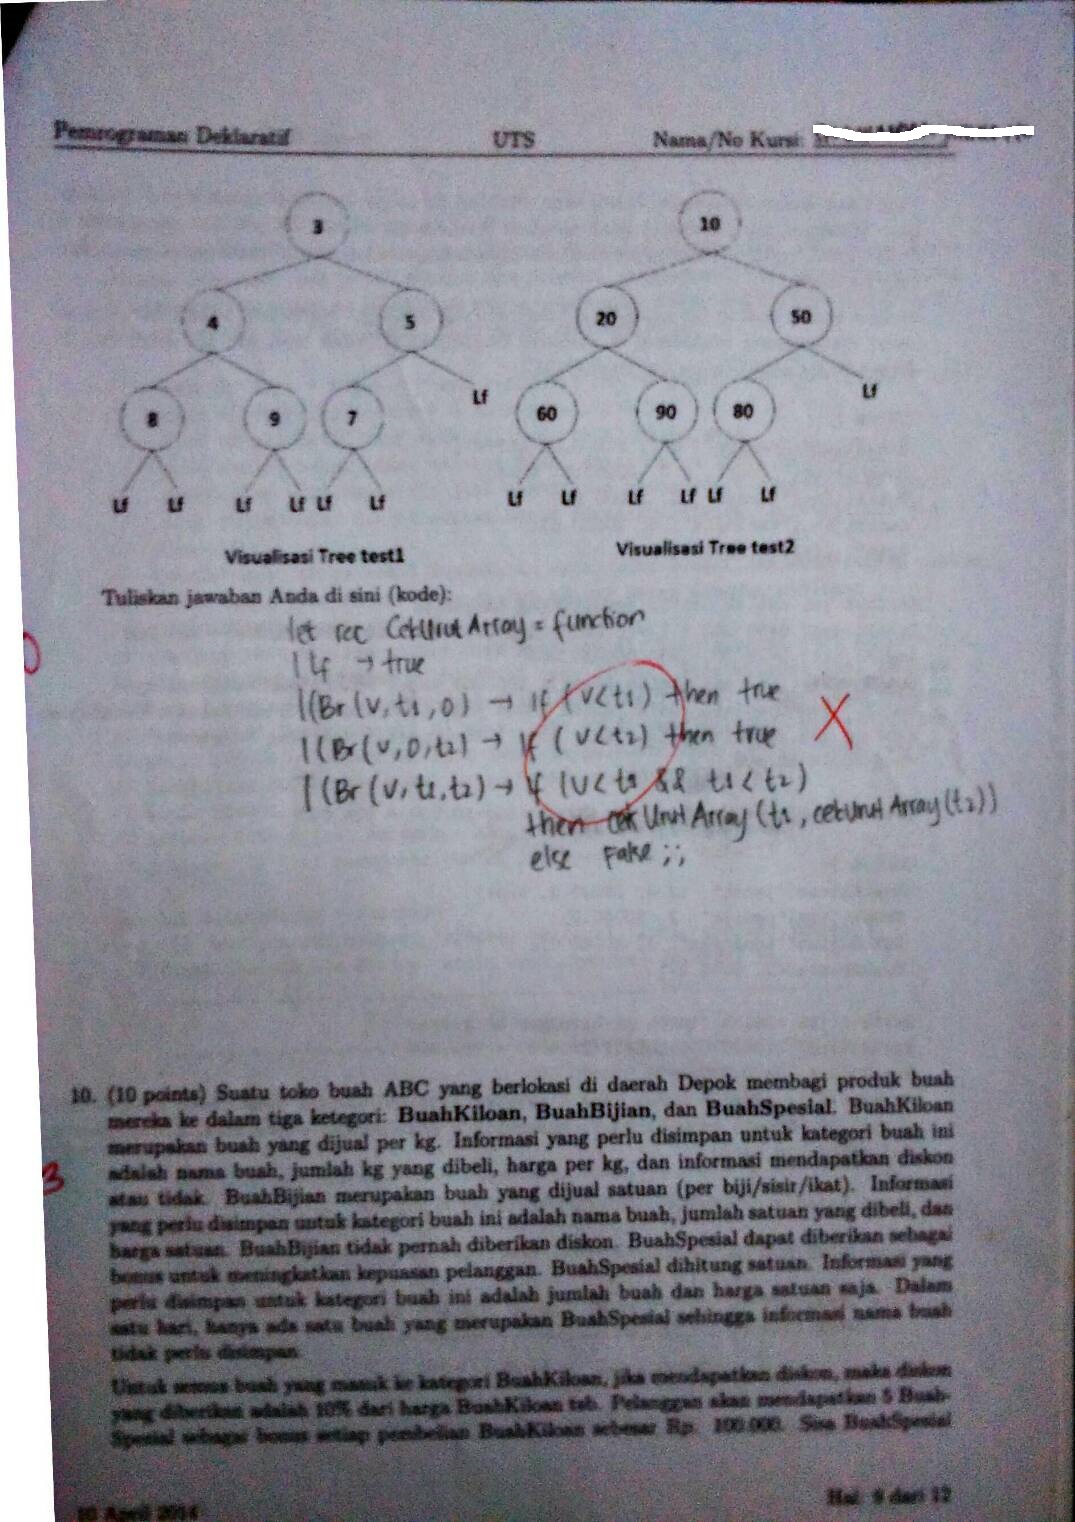 Pemrograman Deklaratif UTS Nama/No Kursi:
3 10
4 5 20 50
Lf Lf
8 9 7 60 90 80
Lf Lf Lf Lf Lf Lf Lf Lf Lf Lf Lf Lf
Visualisasi Tree test1 Visualisasi Tree test2
Tuliskan jawaban Anda di sini (kode):
let rec CekUrutArray = function
| Lf → true
|(Br(v,t1,0) → If (v<t1) then true
|(Br(v,0,t2) → If (v<t2) then true
|(Br(v,t1,t2) → if (v<t1 && t1<t2)
then cekUrutArray(t1, cekUrutArray(t2))
else False ;;
10. (10 points) Suatu toko buah ABC yang berlokasi di daerah Depok membagi produk buah
mereka ke dalam tiga ketegori: BuahKiloan, BuahBijian, dan BuahSpesial. BuahKiloan
merupakan buah yang dijual per kg. Informasi yang perlu disimpan untuk kategori buah ini
adalah nama buah, jumlah kg yang dibeli, harga per kg, dan informasi mendapatkan diskon
3
atau tidak. BuahBijian merupakan buah yang dijual satuan (per biji/sisir/ikat). Informasi
yang perlu disimpan untuk kategori buah ini adalah nama buah, jumlah satuan yang dibeli, dan
harga satuan. BuahBijian tidak pernah diberikan diskon. BuahSpesial dapat diberikan sebagai
bonus untuk meningkatkan kepuasan pelanggan. BuahSpesial dihitung satuan. Informasi yang
perlu disimpan untuk kategori buah ini adalah jumlah buah dan harga satuan saja. Dalam
satu hari, hanya ada satu buah yang merupakan BuahSpesial sehingga informasi nama buah
tidak perlu disimpan.
Untuk semua buah yang masuk ke kategori BuahKiloan, jika mendapatkan diskon, maka diskon
yang diberikan adalah 10% dari harga BuahKiloan tsb. Pelanggan akan mendapatkan 5 Buah-
Spesial sebagai bonus setiap pembelian BuahKiloan sebesar Rp. 100.000. Sisa BuahSpesial
10 April 2014 Hal. 9 dari 12